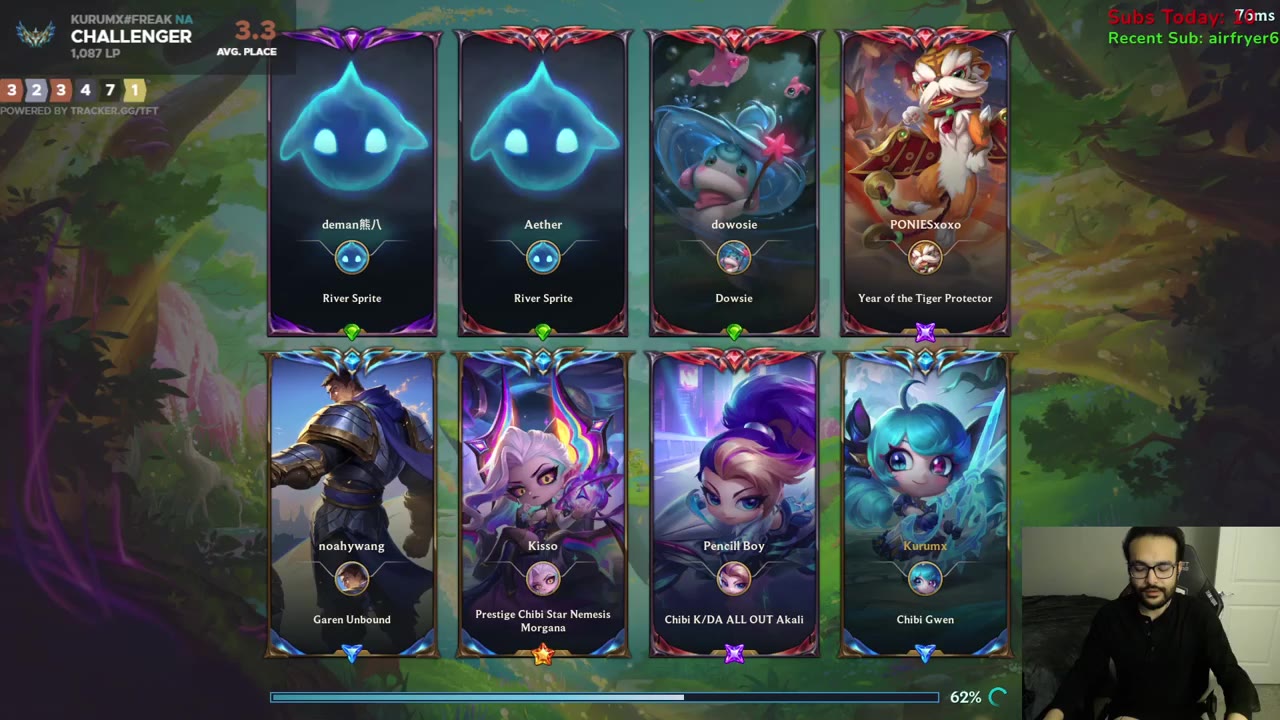 KURUMX#FREAK NA
CHALLENGER
1,087 LP
3.3
AVG. PLACE
3 2 3 4 7 1
POWERED BY TRACKER.GG/TFT
Subs Today: 10
76ms
Recent Sub: airfryer6
deman熊八
River Sprite
Aether
River Sprite
dowosie
Dowsie
PONIESxoxo
Year of the Tiger Protector
noahywang
Garen Unbound
Kisso
Prestige Chibi Star Nemesis
Morgana
Pencill Boy
Chibi K/DA ALL OUT Akali
Kurumx
Chibi Gwen
62%